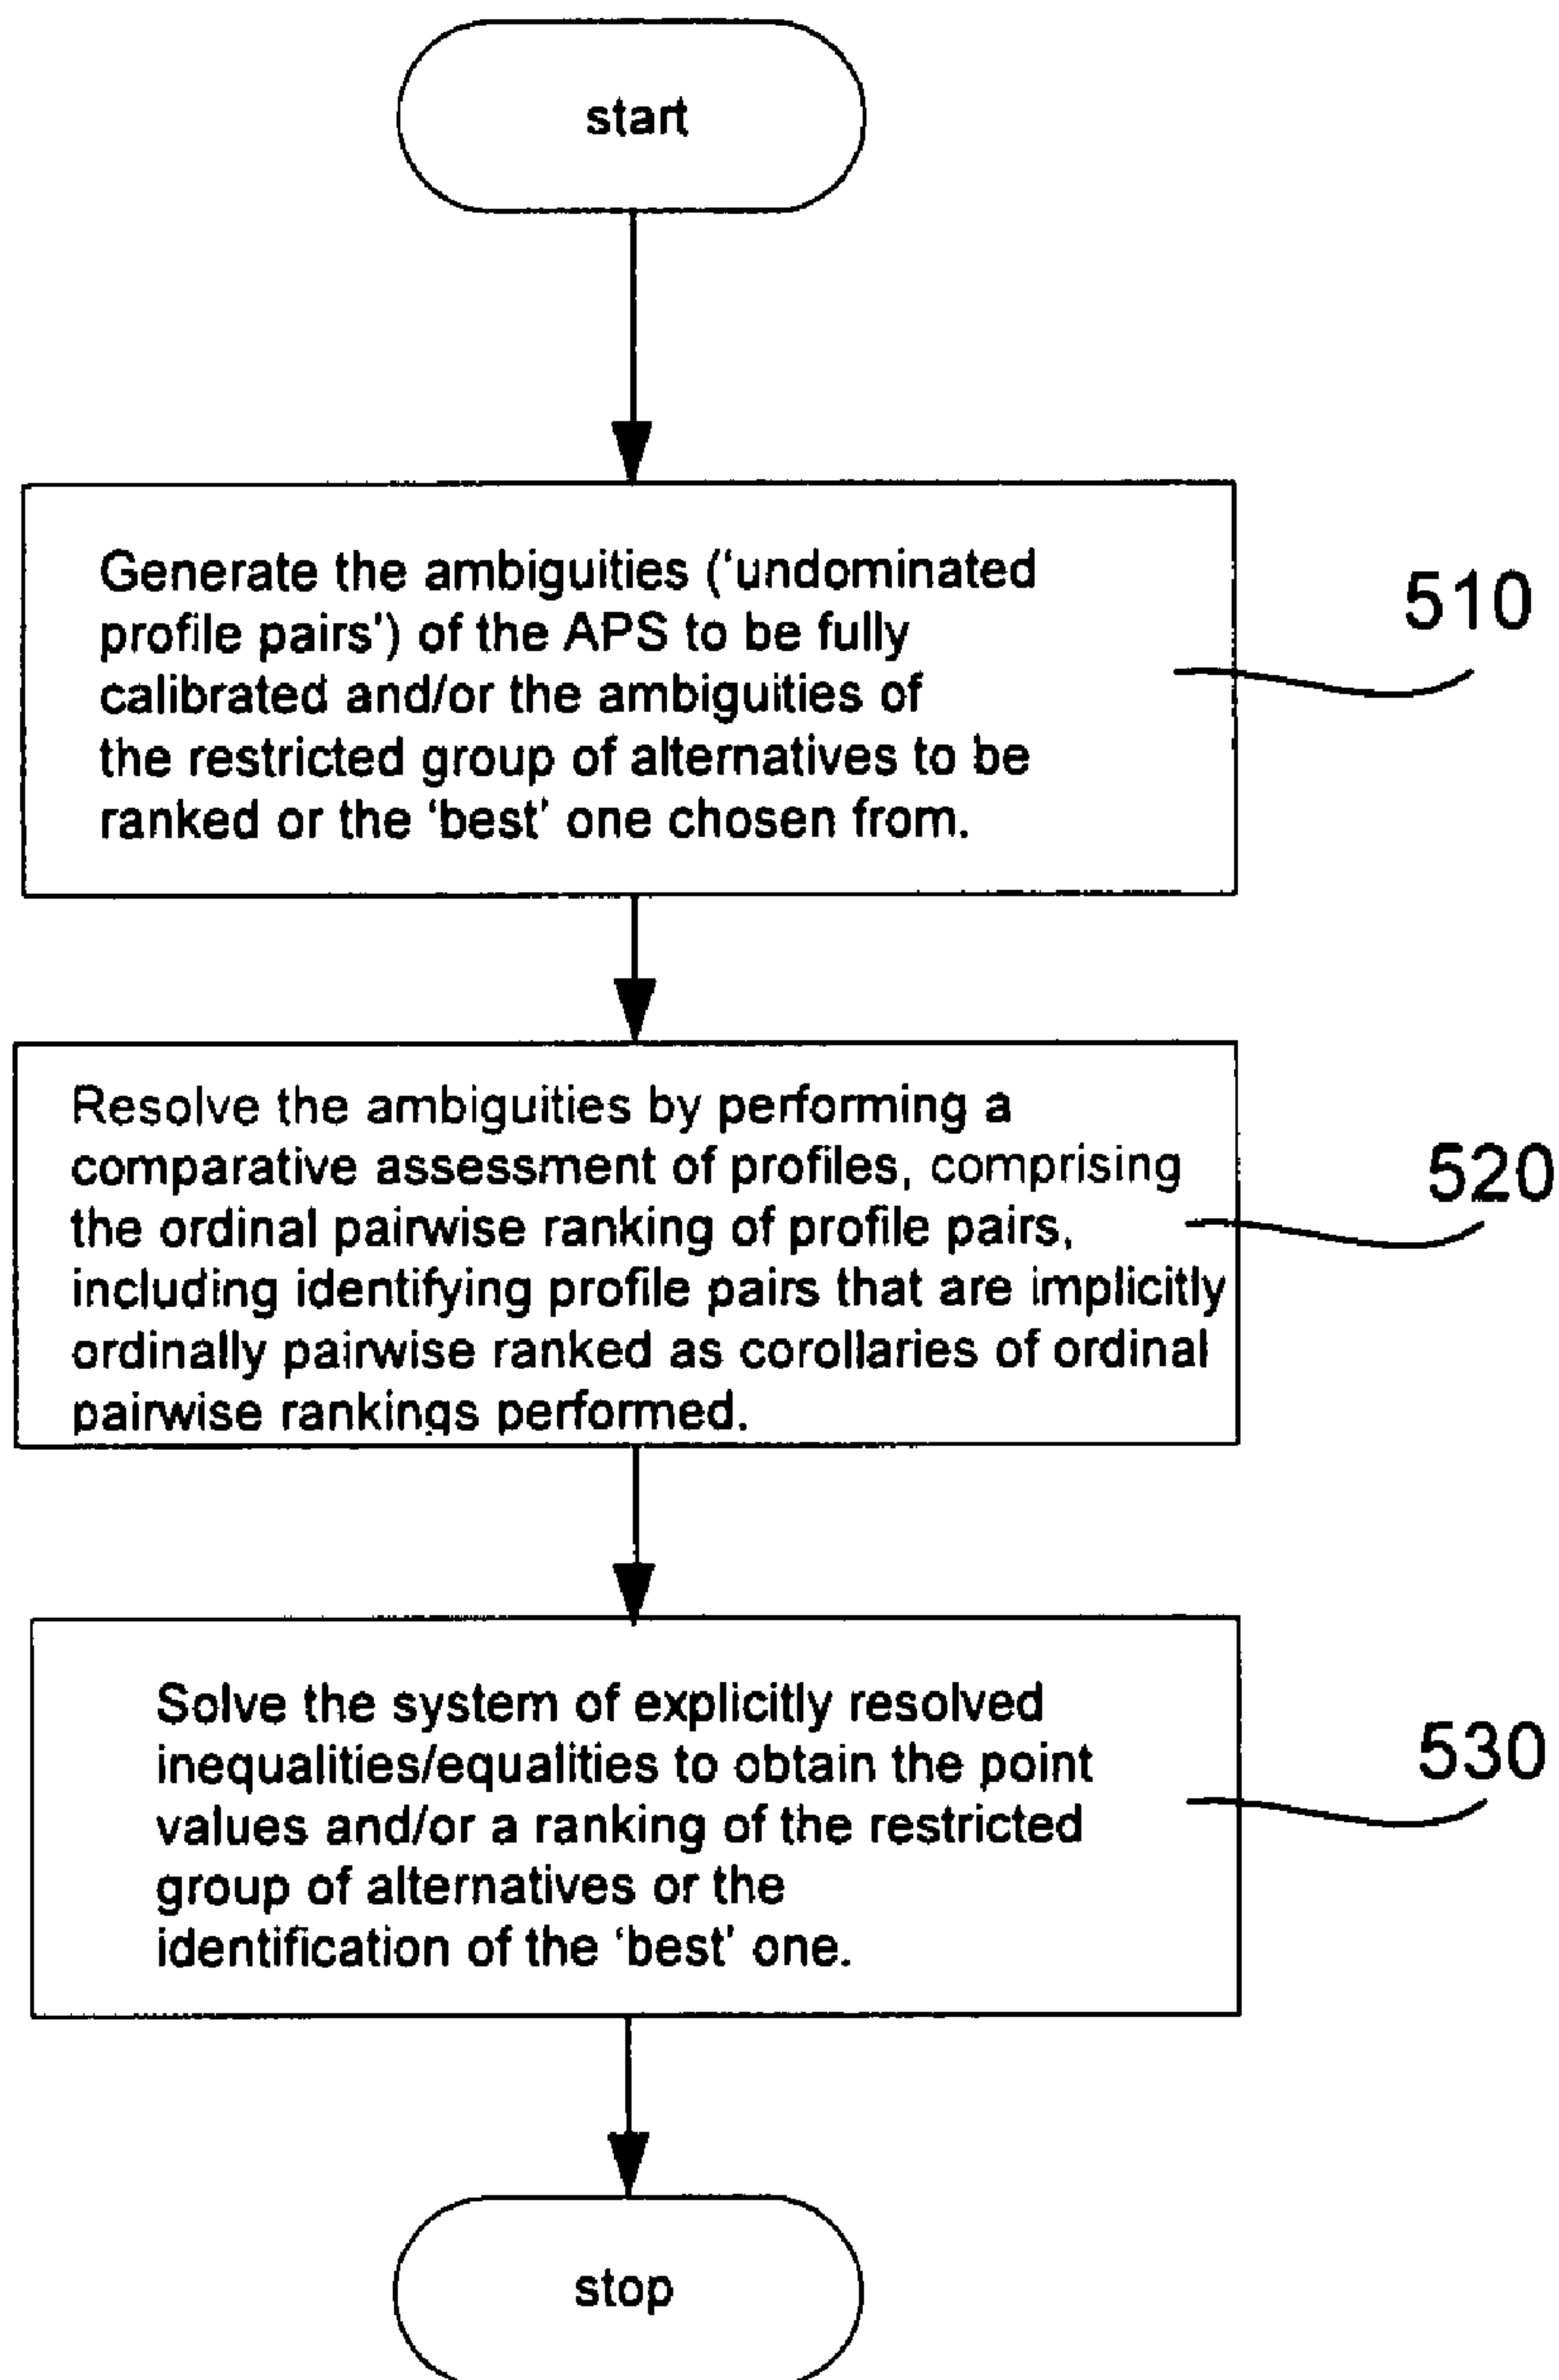 start
Generate the ambiguities (‘undominated
profile pairs’) of the APS to be fully
calibrated and/or the ambiguities of
the restricted group of alternatives to be
ranked or the ‘best’ one chosen from.
510
Resolve the ambiguities by performing a
comparative assessment of profiles, comprising
the ordinal pairwise ranking of profile pairs,
including identifying profile pairs that are implicitly
ordinally pairwise ranked as corollaries of ordinal
pairwise rankings performed.
520
Solve the system of explicitly resolved
inequalities/equalities to obtain the point
values and/or a ranking of the restricted
group of alternatives or the
identification of the ‘best’ one.
530
stop